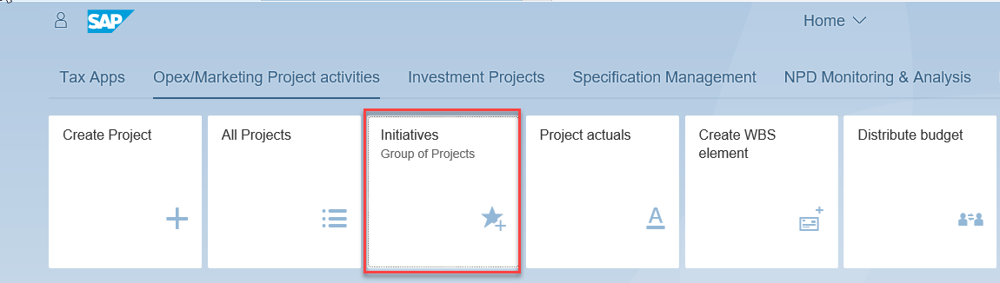 SAP
Home
Tax Apps Opex/Marketing Project activities Investment Projects Specification Management NPD Monitoring & Analysis
Create Project
All Projects
Initiatives
Group of Projects
Project actuals
A
Create WBS
element
Distribute budget